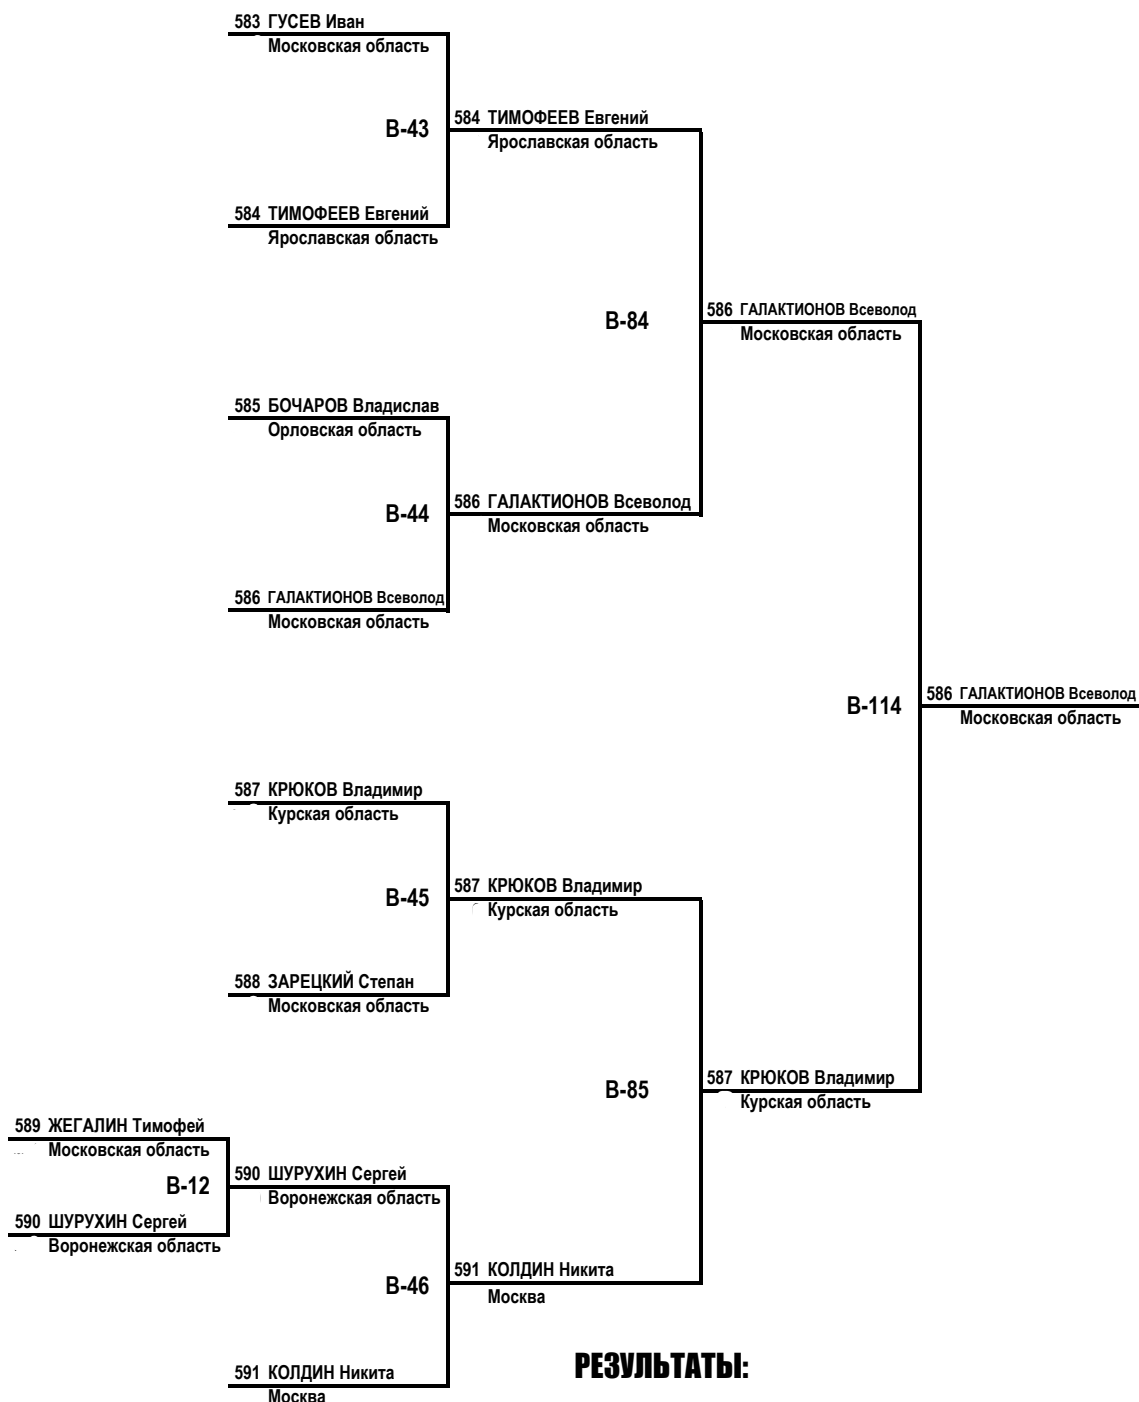 583 ГУСЕВ Иван
Московская область
B-43
584 ТИМОФЕЕВ Евгений
Ярославская область
584 ТИМОФЕЕВ Евгений
Ярославская область
B-84
586 ГАЛАКТИОНОВ Всеволод
Московская область
585 БОЧАРОВ Владислав
Орловская область
B-44
586 ГАЛАКТИОНОВ Всеволод
Московская область
586 ГАЛАКТИОНОВ Всеволод
Московская область
B-114
586 ГАЛАКТИОНОВ Всеволод
Московская область
587 КРЮКОВ Владимир
Курская область
B-45
587 КРЮКОВ Владимир
Курская область
588 ЗАРЕЦКИЙ Степан
Московская область
B-85
587 КРЮКОВ Владимир
Курская область
589 ЖЕГАЛИН Тимофей
Московская область
B-12
590 ШУРУХИН Сергей
Воронежская область
590 ШУРУХИН Сергей
Воронежская область
B-46
591 КОЛДИН Никита
Москва
591 КОЛДИН Никита
Москва
РЕЗУЛЬТАТЫ: